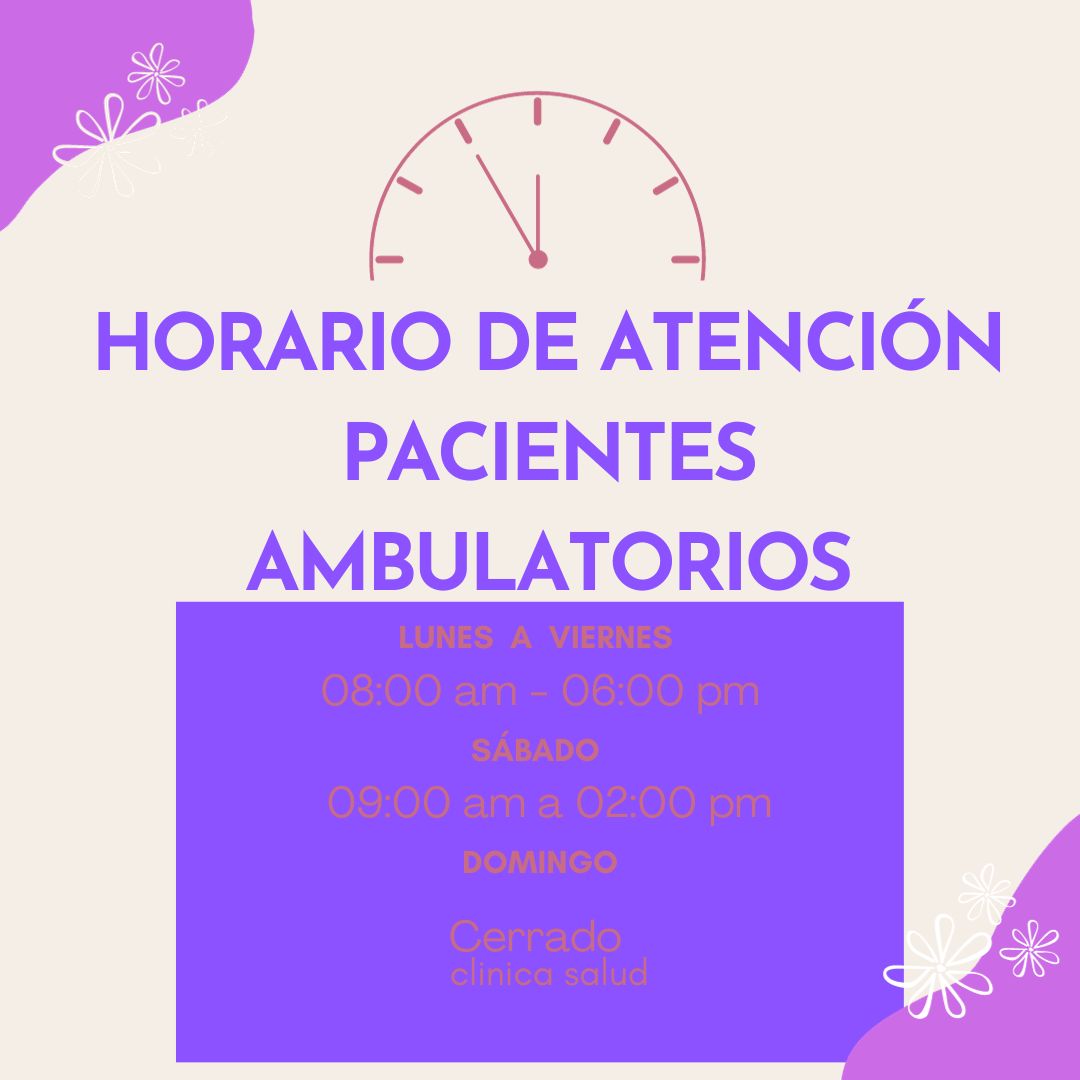 HORARIO DE ATENCIÓN
PACIENTES
AMBULATORIOS
LUNES A VIERNES
08:00 am - 06:00 pm
SÁBADO
09:00 am a 02:00 pm
DOMINGO
Cerrado
clinica salud